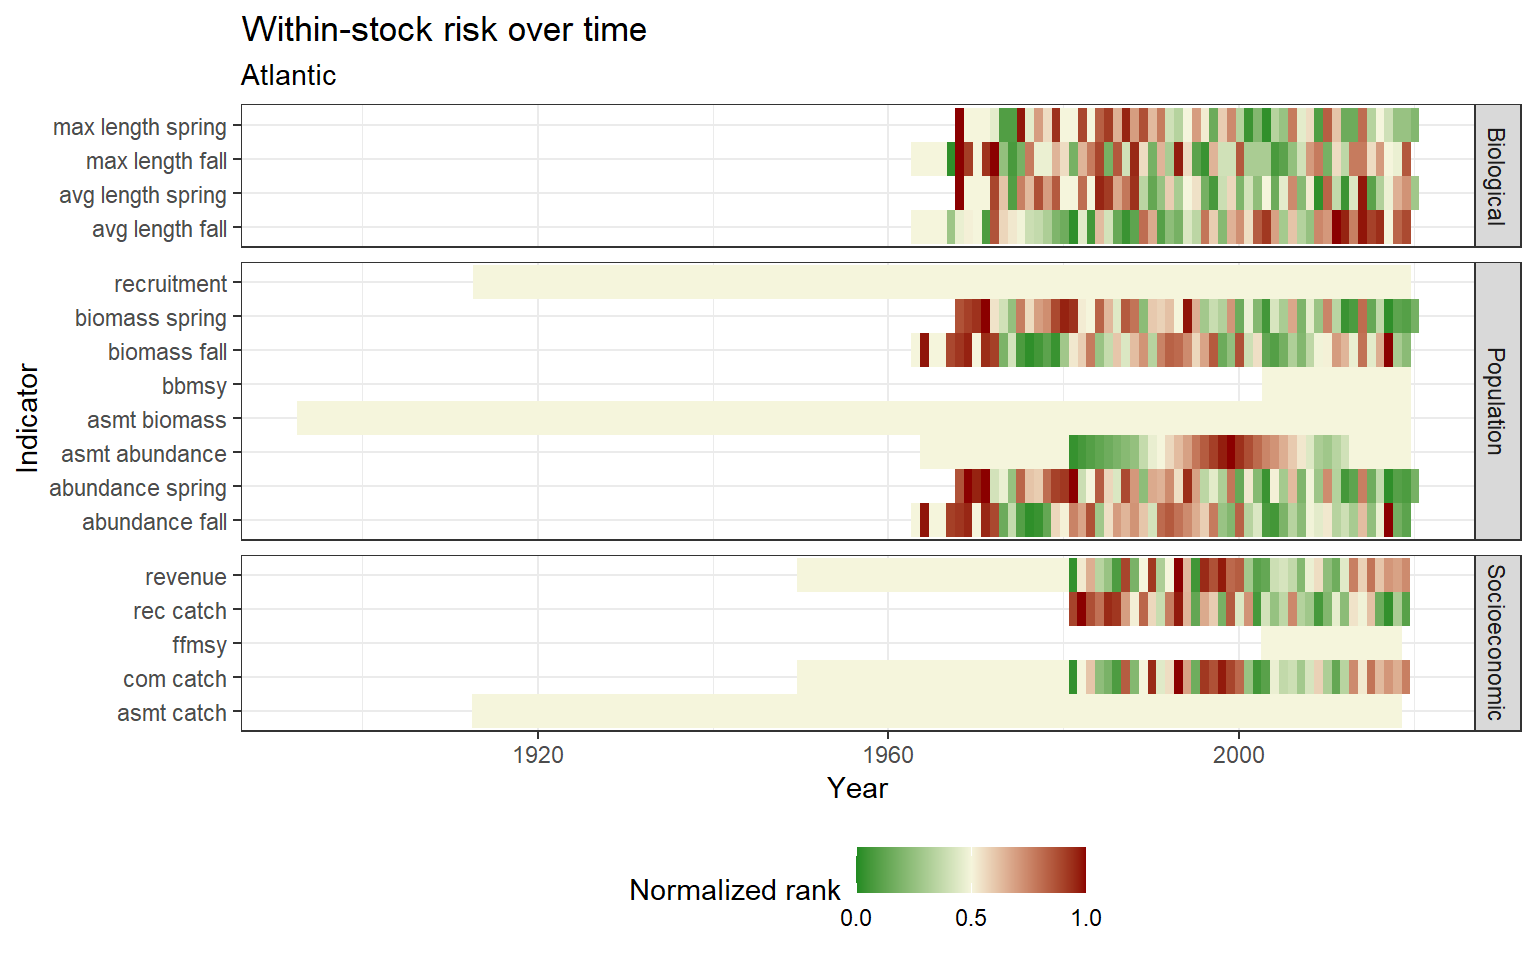 Within-stock risk over time
Atlantic
max length spring
max length fall
avg length spring
avg length fall
Biological
recruitment
biomass spring
biomass fall
bbmsy
asmt biomass
asmt abundance
abundance spring
abundance fall
Population
revenue
rec catch
ffmsy
com catch
asmt catch
Socioeconomic
Indicator
1920 1960 2000
Year
Normalized rank
0.0 0.5 1.0